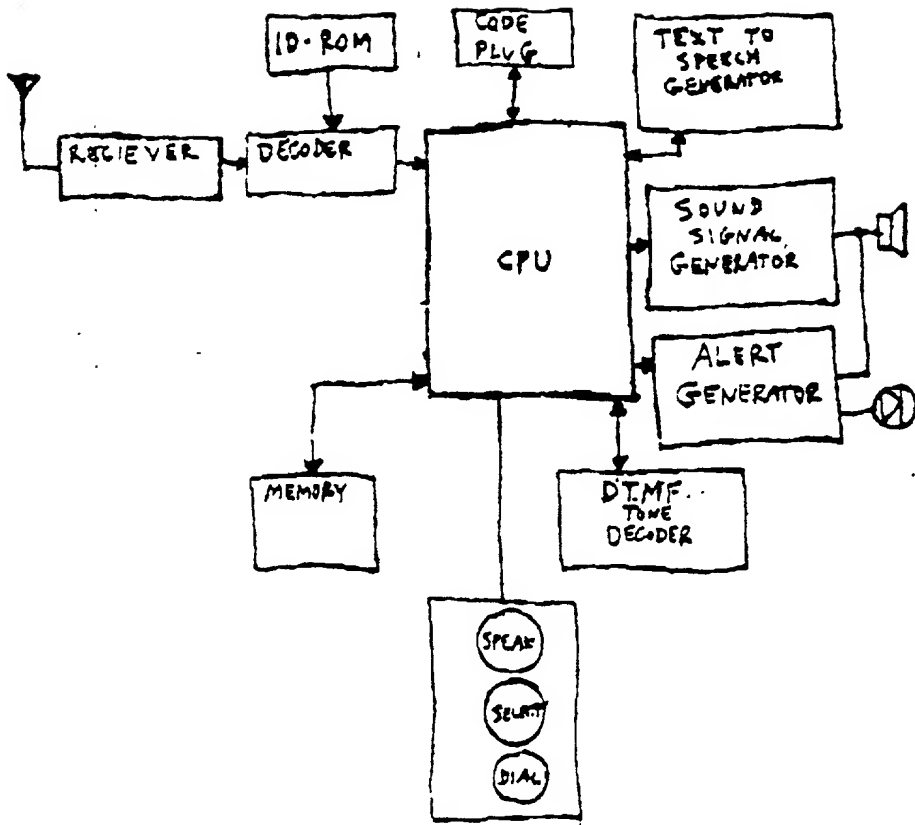 ID-ROM
CODE
PLUG
TEXT TO
SPEECH
GENERATOR
RECIEVER
DECODER
CPU
SOUND
SIGNAL
GENERATOR
ALERT
GENERATOR
MEMORY
DTMF
TONE
DECODER
SPEAK
SELECT
DIAL